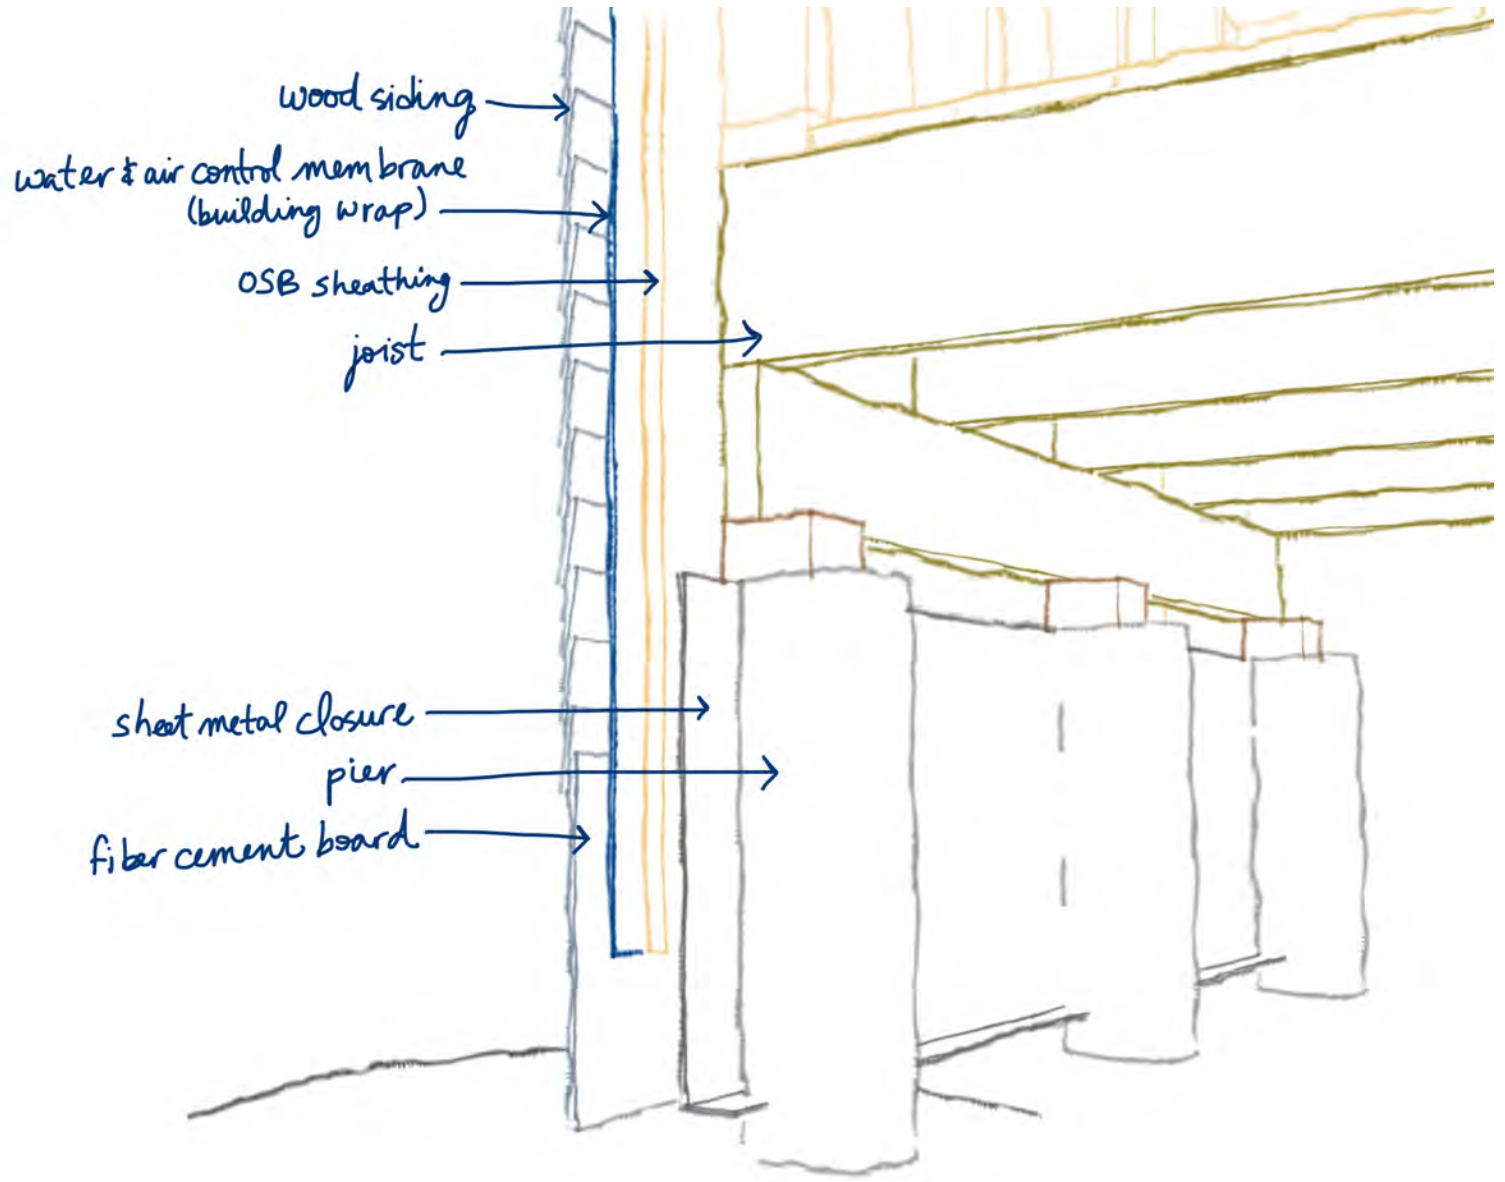 wood siding
water & air control membrane
(building wrap)
OSB sheathing
joist
sheet metal closure
pier
fiber cement board